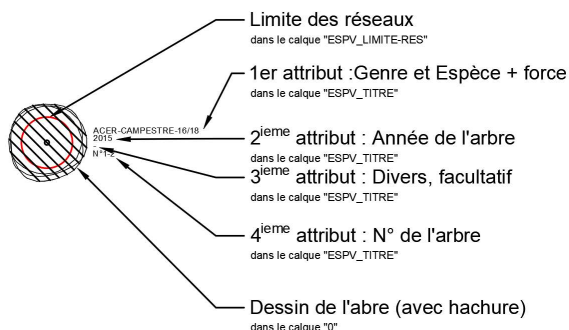 Limite des réseaux
dans le calque "ESPV_LIMITE-RES"
1er attribut :Genre et Espèce + force
dans le calque "ESPV_TITRE"
ACER-CAMPESTRE-16/18
2015
-
N°1-2
2ieme attribut : Année de l'arbre
dans le calque "ESPV_TITRE"
3ieme attribut : Divers, facultatif
dans le calque "ESPV_TITRE"
4ieme attribut : N° de l'arbre
dans le calque "ESPV_TITRE"
Dessin de l'abre (avec hachure)
dans le calque "0"